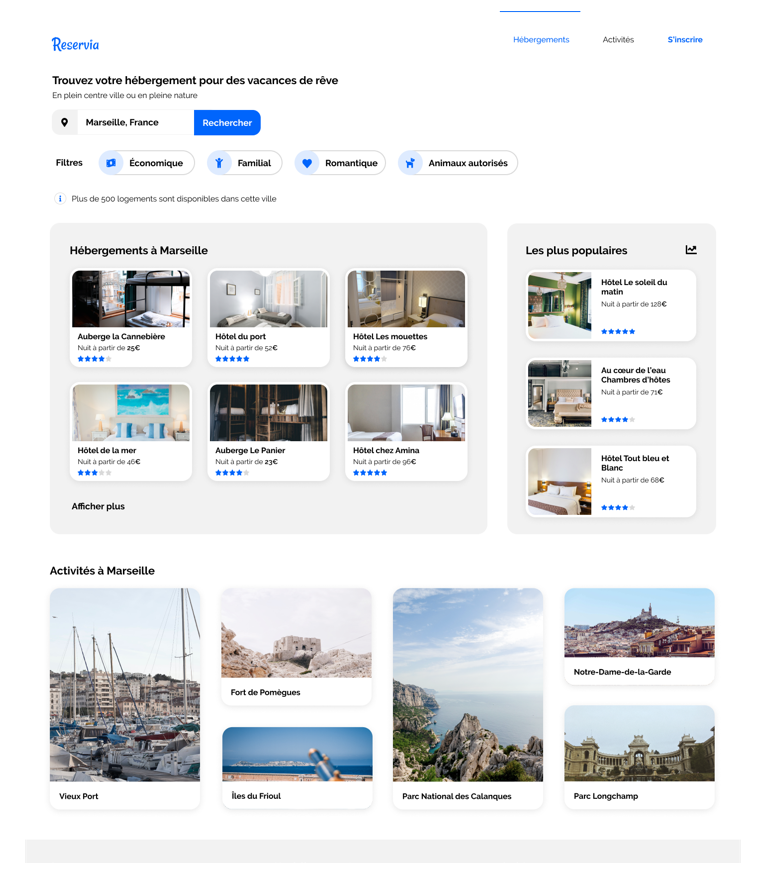 Reservia
Hébergements
Activités
S'inscrire
Trouvez votre hébergement pour des vacances de rêve
En plein centre ville ou en pleine nature
Marseille, France
Rechercher
Filtres
Économique
Familial
Romantique
Animaux autorisés
Plus de 500 logements sont disponibles dans cette ville
Hébergements à Marseille
Auberge la Cannebière
Nuit à partir de 25€
Hôtel du port
Nuit à partir de 52€
Hôtel Les mouettes
Nuit à partir de 76€
Hôtel de la mer
Nuit à partir de 46€
Auberge Le Panier
Nuit à partir de 23€
Hôtel chez Amina
Nuit à partir de 96€
Afficher plus
Les plus populaires
Hôtel Le soleil du
matin
Nuit à partir de 128€
Au cœur de l'eau
Chambres d'hôtes
Nuit à partir de 71€
Hôtel Tout bleu et
Blanc
Nuit à partir de 68€
Activités à Marseille
Vieux Port
Fort de Pomègues
Îles du Frioul
Parc National des Calanques
Notre-Dame-de-la-Garde
Parc Longchamp